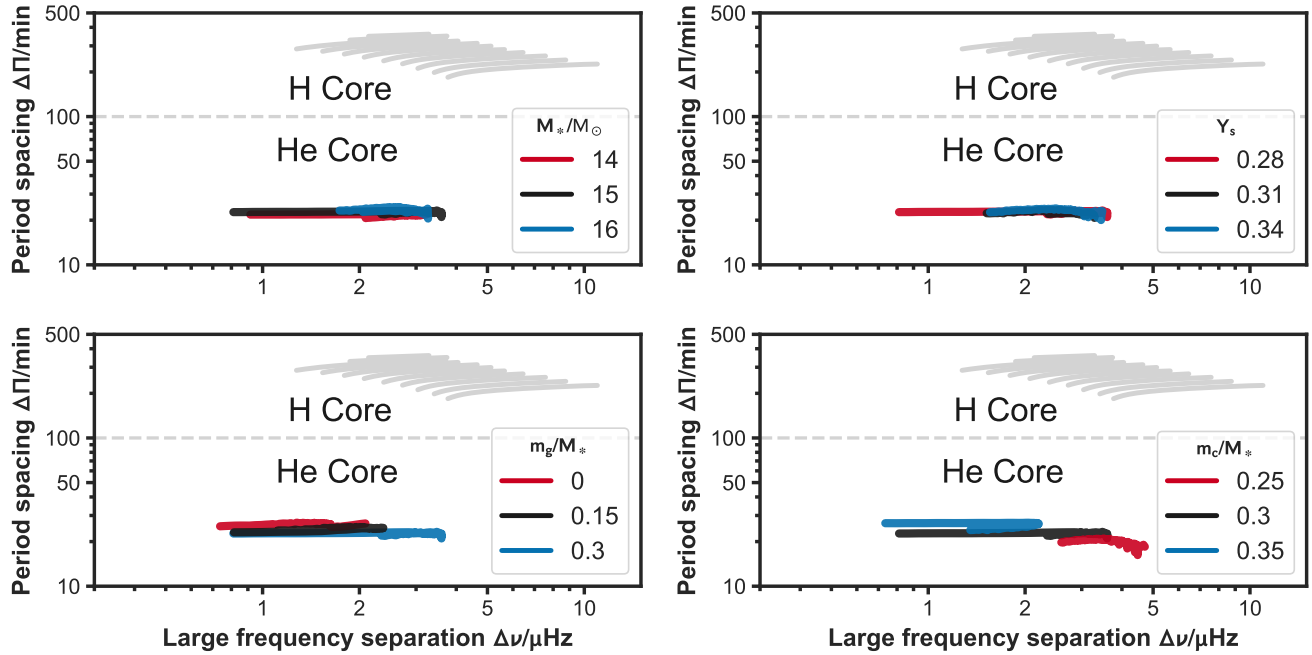 500
100
50
10
Period spacing ΔΠ/min
H Core
He Core
M∗/M⊙
14
15
16
1
2
5
10
500
100
50
10
Period spacing ΔΠ/min
H Core
He Core
Yₛ
0.28
0.31
0.34
1
2
5
10
500
100
50
10
Period spacing ΔΠ/min
H Core
He Core
m_g/M∗
0
0.15
0.3
1
2
5
10
Large frequency separation Δν/μHz
500
100
50
10
Period spacing ΔΠ/min
H Core
He Core
m_c/M∗
0.25
0.3
0.35
1
2
5
10
Large frequency separation Δν/μHz